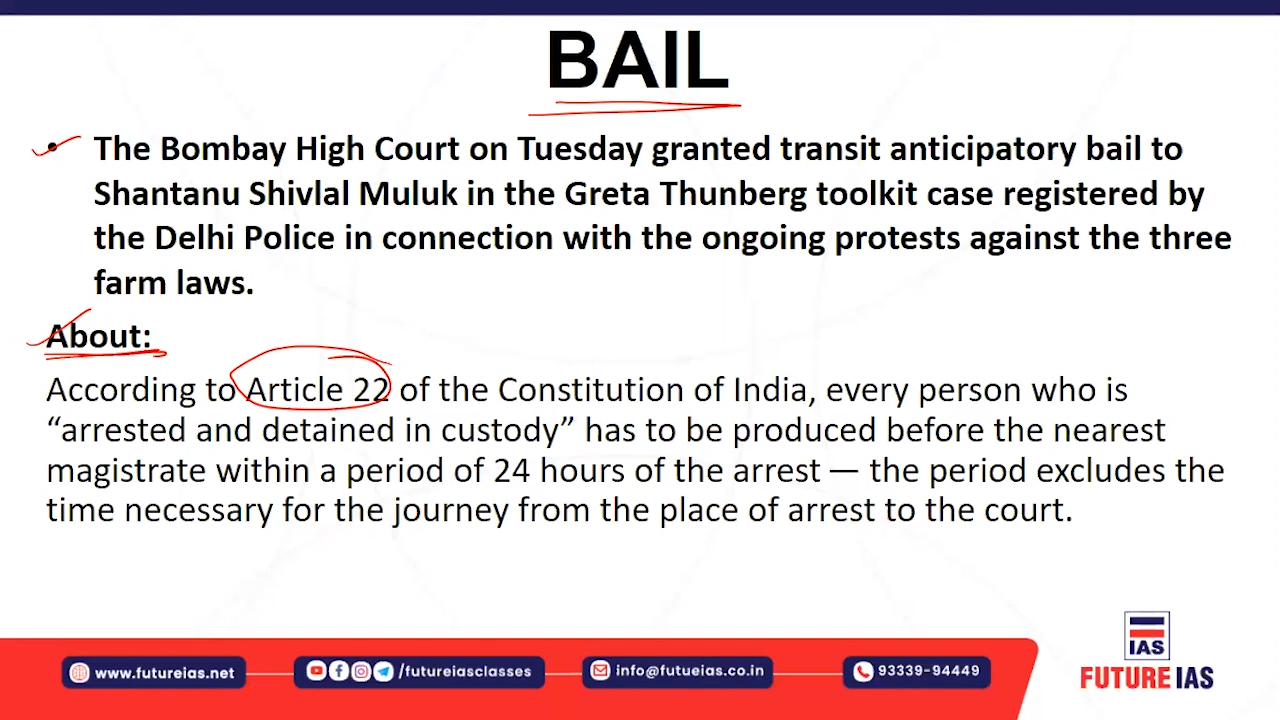 BAIL
• The Bombay High Court on Tuesday granted transit anticipatory bail to
Shantanu Shivlal Muluk in the Greta Thunberg toolkit case registered by
the Delhi Police in connection with the ongoing protests against the three
farm laws.
About:
According to Article 22 of the Constitution of India, every person who is
“arrested and detained in custody” has to be produced before the nearest
magistrate within a period of 24 hours of the arrest — the period excludes the
time necessary for the journey from the place of arrest to the court.
IAS
FUTURE IAS
www.futureias.net
/futureiasclasses
info@futueias.co.in
93339-94449